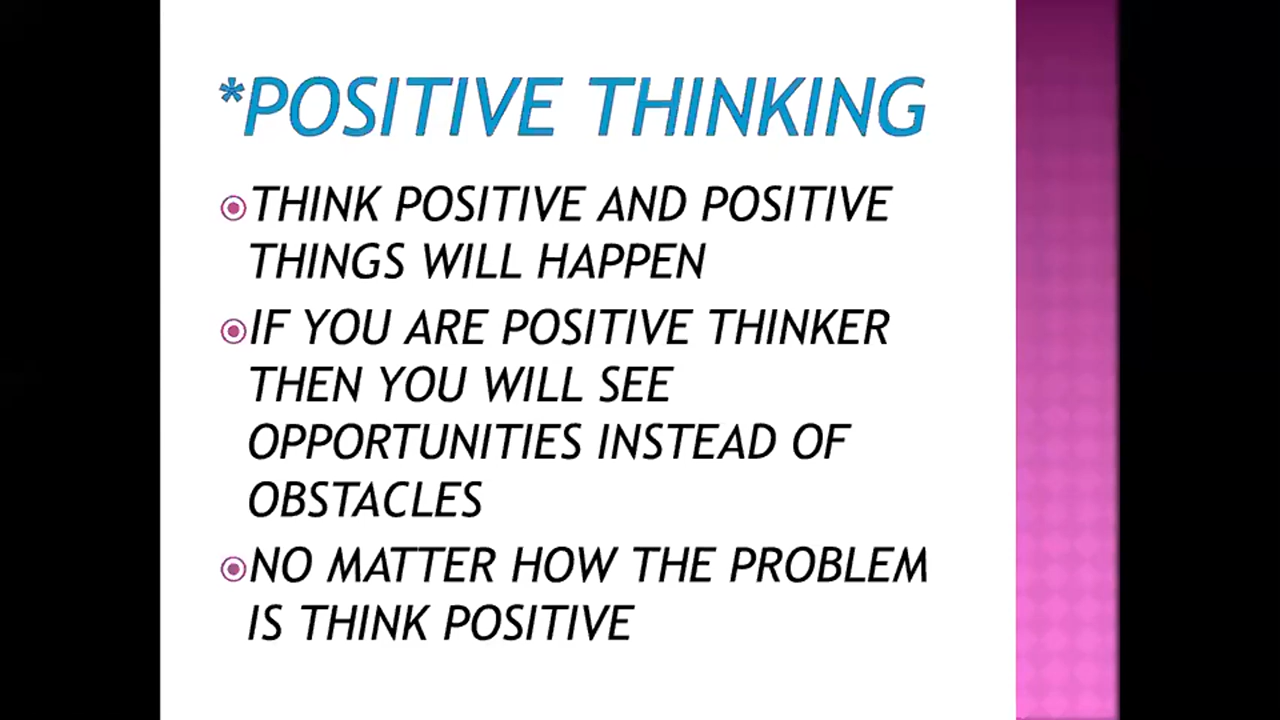 *POSITIVE THINKING
THINK POSITIVE AND POSITIVE
THINGS WILL HAPPEN
IF YOU ARE POSITIVE THINKER
THEN YOU WILL SEE
OPPORTUNITIES INSTEAD OF
OBSTACLES
NO MATTER HOW THE PROBLEM
IS THINK POSITIVE